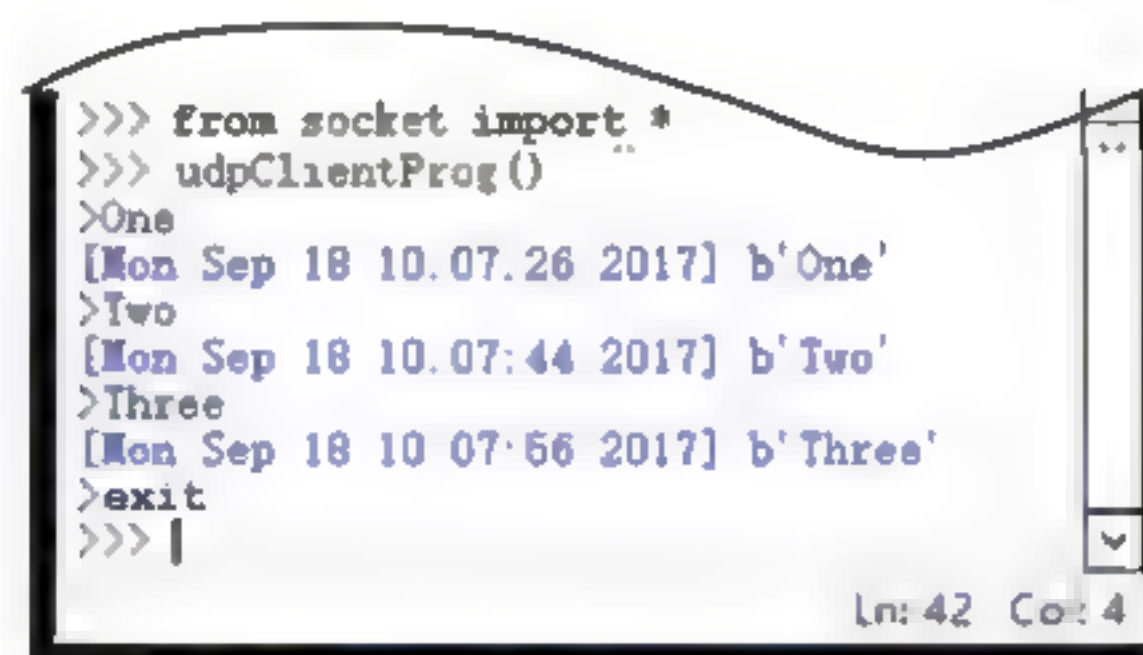 >>> from socket import *
>>> udpClientProg()
>One
[Mon Sep 18 10.07.26 2017] b'One'
>Two
[Mon Sep 18 10.07:44 2017] b'Two'
>Three
[Mon Sep 18 10 07:56 2017] b'Three'
>exit
>>>
Ln: 42 Col: 4